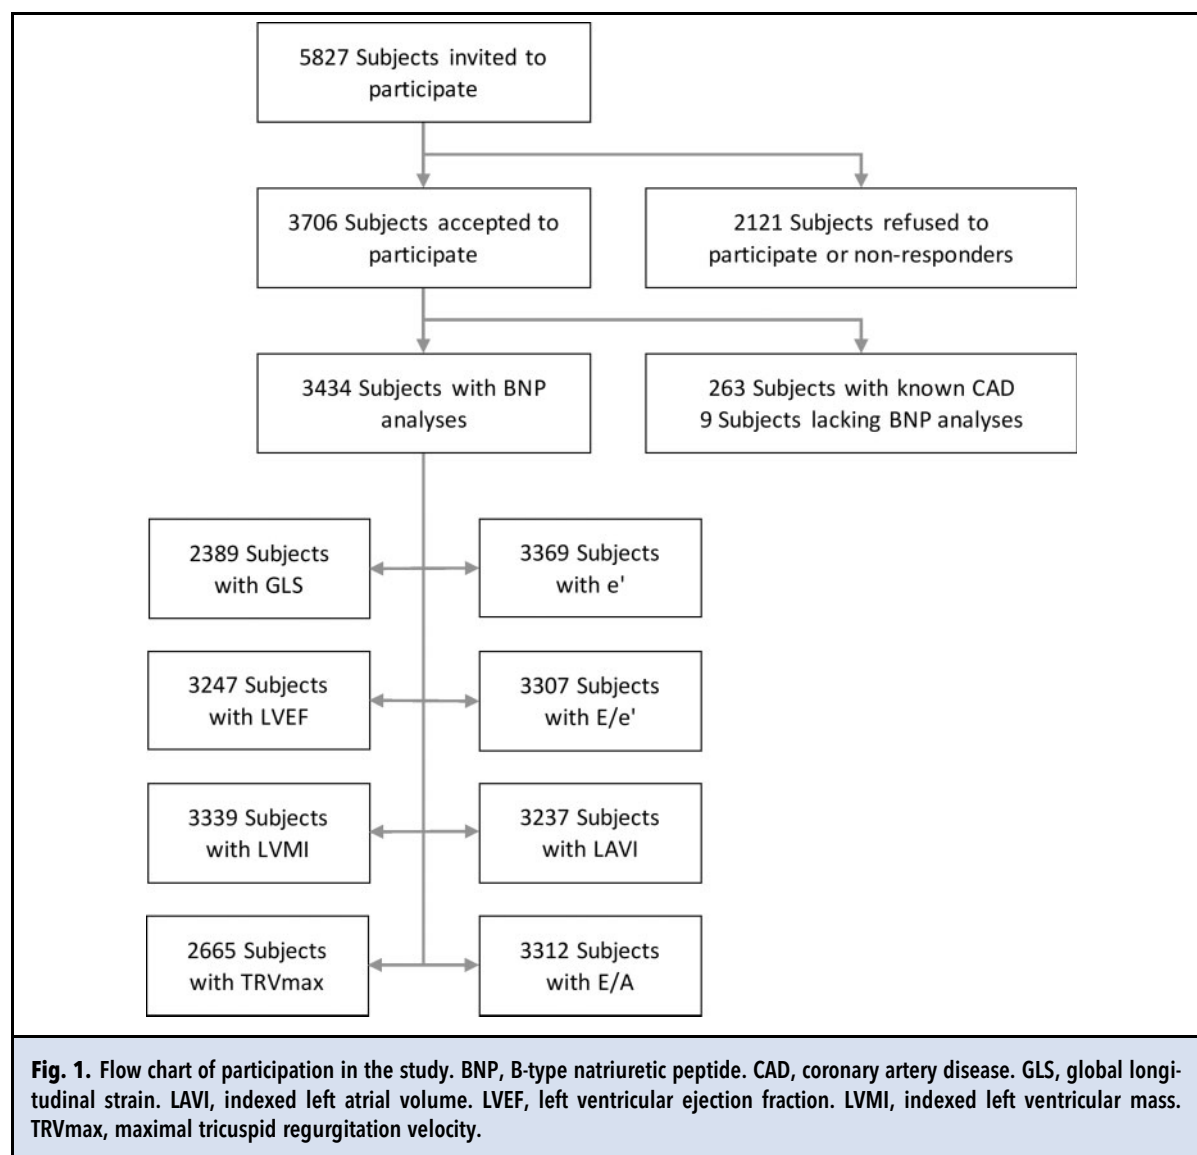 5827 Subjects invited to
participate
3706 Subjects accepted to
participate
2121 Subjects refused to
participate or non-responders
3434 Subjects with BNP
analyses
263 Subjects with known CAD
9 Subjects lacking BNP analyses
2389 Subjects
with GLS
3369 Subjects
with e'
3247 Subjects
with LVEF
3307 Subjects
with E/e'
3339 Subjects
with LVMI
3237 Subjects
with LAVI
2665 Subjects
with TRVmax
3312 Subjects
with E/A
Fig. 1. Flow chart of participation in the study. BNP, B-type natriuretic peptide. CAD, coronary artery disease. GLS, global longi-
tudinal strain. LAVI, indexed left atrial volume. LVEF, left ventricular ejection fraction. LVMI, indexed left ventricular mass.
TRVmax, maximal tricuspid regurgitation velocity.